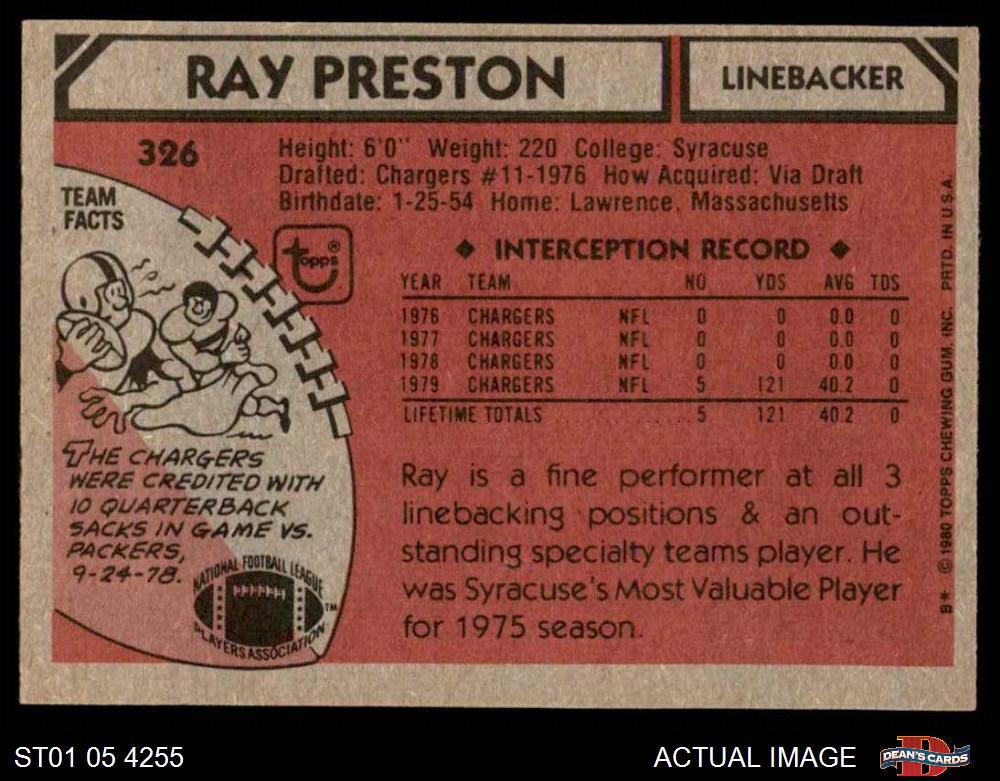 RAY PRESTON
LINEBACKER
326
Height: 6'0" Weight: 220 College: Syracuse
Drafted: Chargers #11-1976 How Acquired: Via Draft
Birthdate: 1-25-54 Home: Lawrence, Massachusetts
TEAM
FACTS
topps®
◆ INTERCEPTION RECORD ◆
YEAR TEAM NO YDS AVG TDS
1976 CHARGERS NFL 0 0 0.0 0
1977 CHARGERS NFL 0 0 0.0 0
1978 CHARGERS NFL 0 0 0.0 0
1979 CHARGERS NFL 5 121 40.2 0
LIFETIME TOTALS 5 121 40.2 0
THE CHARGERS
WERE CREDITED WITH
10 QUARTERBACK
SACKS IN GAME VS.
PACKERS,
9-24-78.
NATIONAL FOOTBALL LEAGUE
PLAYERS ASSOCIATION
TM
Ray is a fine performer at all 3
linebacking positions & an out-
standing specialty teams player. He
was Syracuse's Most Valuable Player
for 1975 season.
B* © 1980 TOPPS CHEWING GUM, INC. PRTD. IN U.S.A.
ST01 05 4255
ACTUAL IMAGE
DEAN'S CARDS